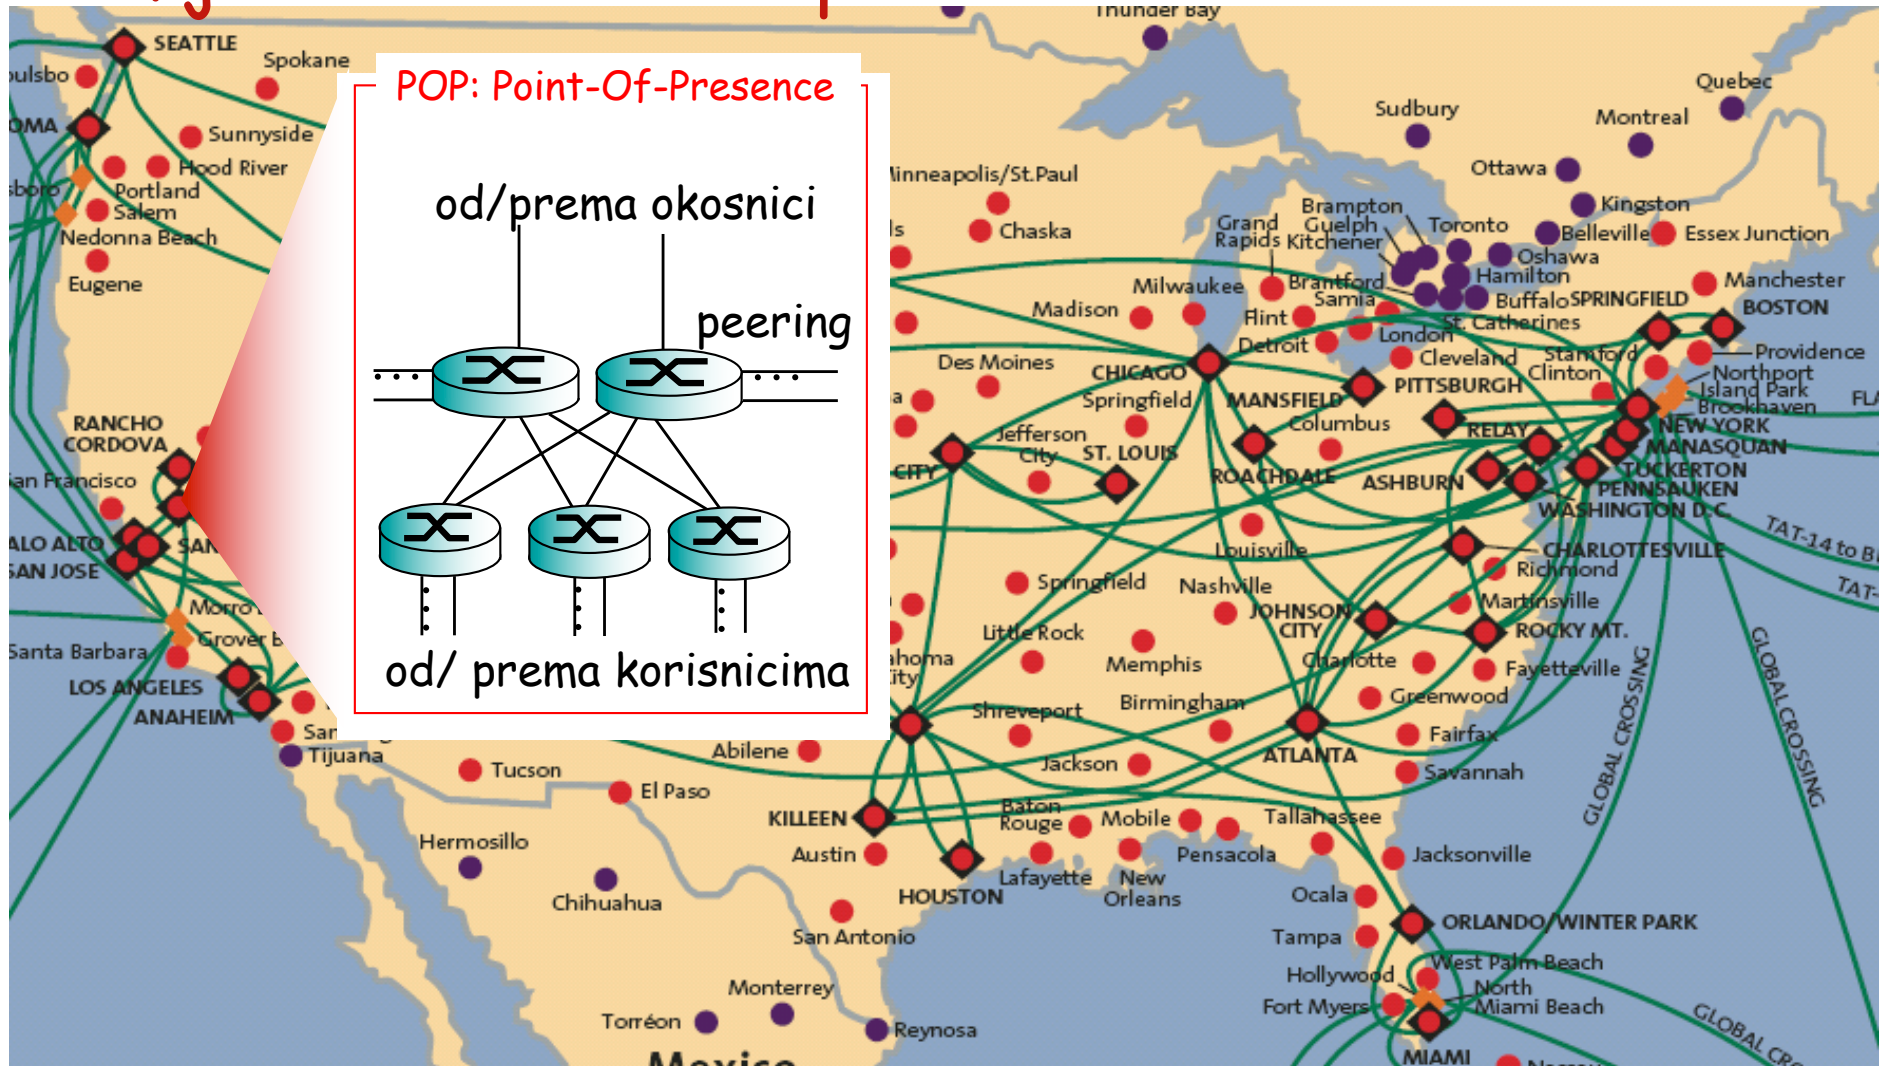 Thunder Bay
SEATTLE
Spokane
POP: Point-Of-Presence
Quebec
Sudbury
Montreal
Sunnyside
Hood River
Ottawa
Portland
Salem
od/prema okosnici
Kingston
Brampton
Guelph
Toronto
Grand
Rapids
Kitchener
Chaska
Belleville
Essex Junction
Nedonna Beach
Oshawa
Hamilton
Eugene
Milwaukee
Brantford
Manchester
Buffalo
SPRINGFIELD
BOSTON
Madison
peering
Flint
St. Catherines
London
Detroit
Des Moines
Cleveland
Stamford
Providence
CHICAGO
Clinton
Northport
PITTSBURGH
Island Park
Springfield
MANSFIELD
Brookhaven
RANCHO
CORDOVA
Columbus
RELAY
NEW YORK
Jefferson
City
ST. LOUIS
MANASQUAN
CITY
ROACHDALE
TUCKERTON
ASHBURN
PENNSAUKEN
WASHINGTON D.C.
TAT-14 to
Louisville
CHARLOTTESVILLE
SAN JOSE
Richmond
Springfield
Nashville
TAT-
Morro
JOHNSON
CITY
Martinsville
Grover
Little Rock
ROCKY MT.
Santa Barbara
Memphis
Charlotte
Fayetteville
od/ prema korisnicima
LOS ANGELES
ANAHEIM
Birmingham
Greenwood
GLOBAL CROSSING
GLOBAL CROSSING
Shreveport
Fairfax
Tijuana
Abilene
ATLANTA
Tucson
Jackson
Savannah
El Paso
Baton
Rouge
KILLEEN
Mobile
Tallahassee
Hermosillo
Austin
Pensacola
Jacksonville
Lafayette
New
Orleans
Chihuahua
HOUSTON
Ocala
ORLANDO/WINTER PARK
San Antonio
Tampa
West Palm Beach
Hollywood
North
Miami Beach
Monterrey
Fort Myers
Torréon
Reynosa
GLOBAL
Mexico
MIAMI